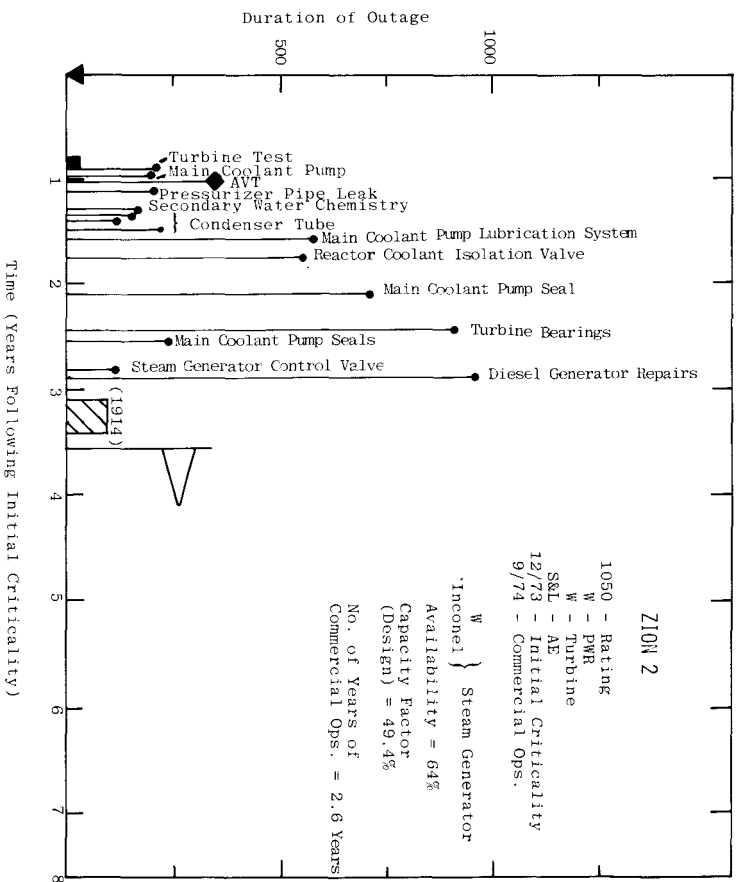 Duration of Outage
500
1000
Turbine Test
Main Coolant Pump
AVT
Pressurizer Pipe Leak
Secondary Water Chemistry
Condenser Tube
Main Coolant Pump Lubrication System
Reactor Coolant Isolation Valve
Main Coolant Pump Seal
Turbine Bearings
Main Coolant Pump Seals
Steam Generator Control Valve
Diesel Generator Repairs
(1914)
1
2
3
4
5
6
7
8
Time (Years Following Initial Criticality)
ZION 2
1050 - Rating
W - PWR
W - Turbine
S&L - AE
12/73 - Initial Criticality
9/74 - Commercial Ops.
W
Inconel } Steam Generator
Availability = 64%
Capacity Factor
(Design) = 49.4%
No. of Years of
Commercial Ops. = 2.6 Years